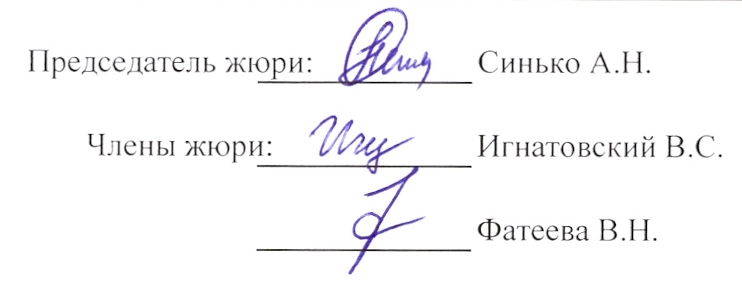 Председатель жюри: Синько А.Н.
Члены жюри: Игнатовский В.С.
Фатеева В.Н.